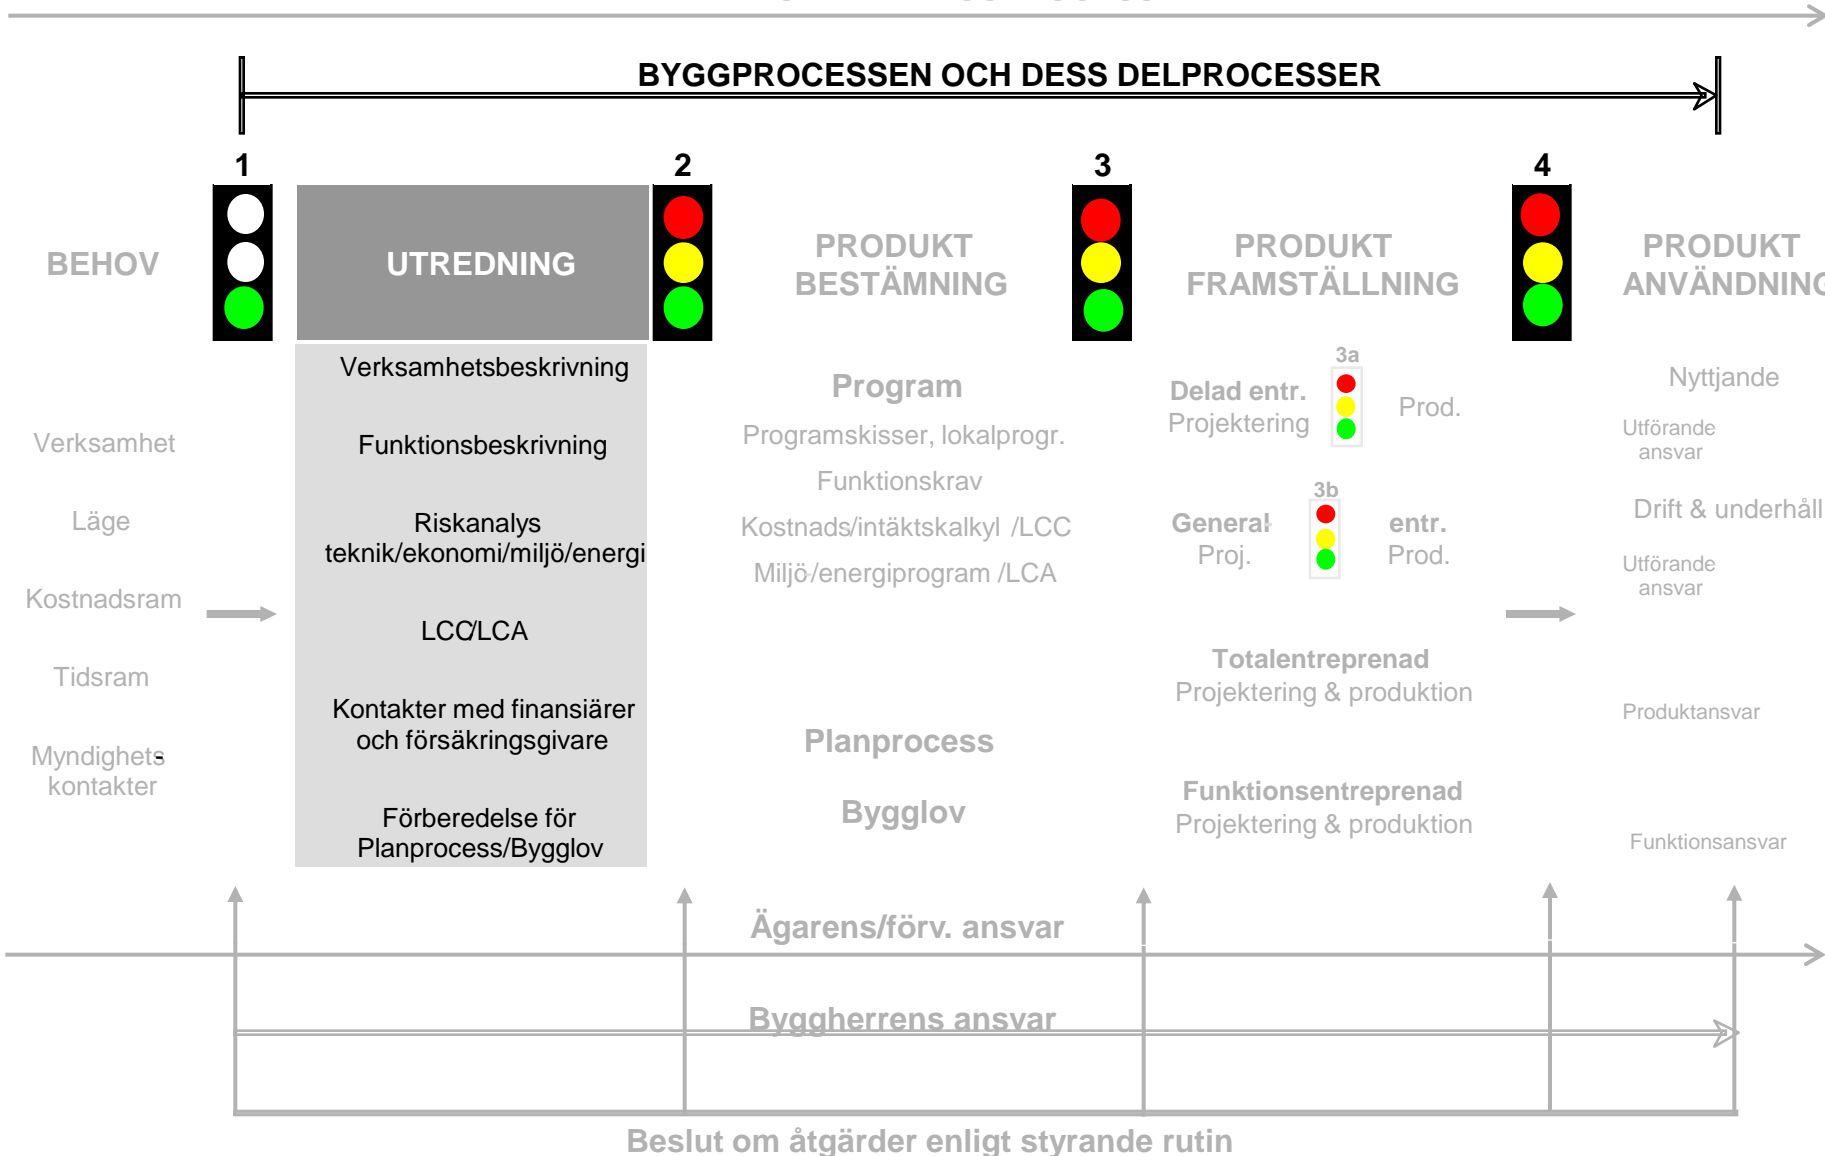 BYGGPROCESSEN OCH DESS DELPROCESSER
1
2
3
4
BEHOV
UTREDNING
PRODUKT
BESTÄMNING
PRODUKT
FRAMSTÄLLNING
PRODUKT
ANVÄNDNING
Verksamhet
Läge
Kostnadsram
Tidsram
Myndighets-
kontakter
Verksamhetsbeskrivning
Funktionsbeskrivning
Riskanalys
teknik/ekonomi/miljö/energi
LCC/LCA
Kontakter med finansiärer
och försäkringsgivare
Förberedelse för
Planprocess/Bygglov
Program
Programskisser, lokalprogr.
Funktionskrav
Kostnads/intäktskalkyl /LCC
Miljö-/energiprogram /LCA
Planprocess
Bygglov
3a
Delad entr.
Projektering
Prod.
3b
General-
entr.
Proj.
Prod.
Totalentreprenad
Projektering & produktion
Funktionsentreprenad
Projektering & produktion
Nyttjande
Utförande
ansvar
Drift & underhåll
Utförande
ansvar
Produktansvar
Funktionsansvar
Ägarens/förv. ansvar
Byggherrens ansvar
Beslut om åtgärder enligt styrande rutin